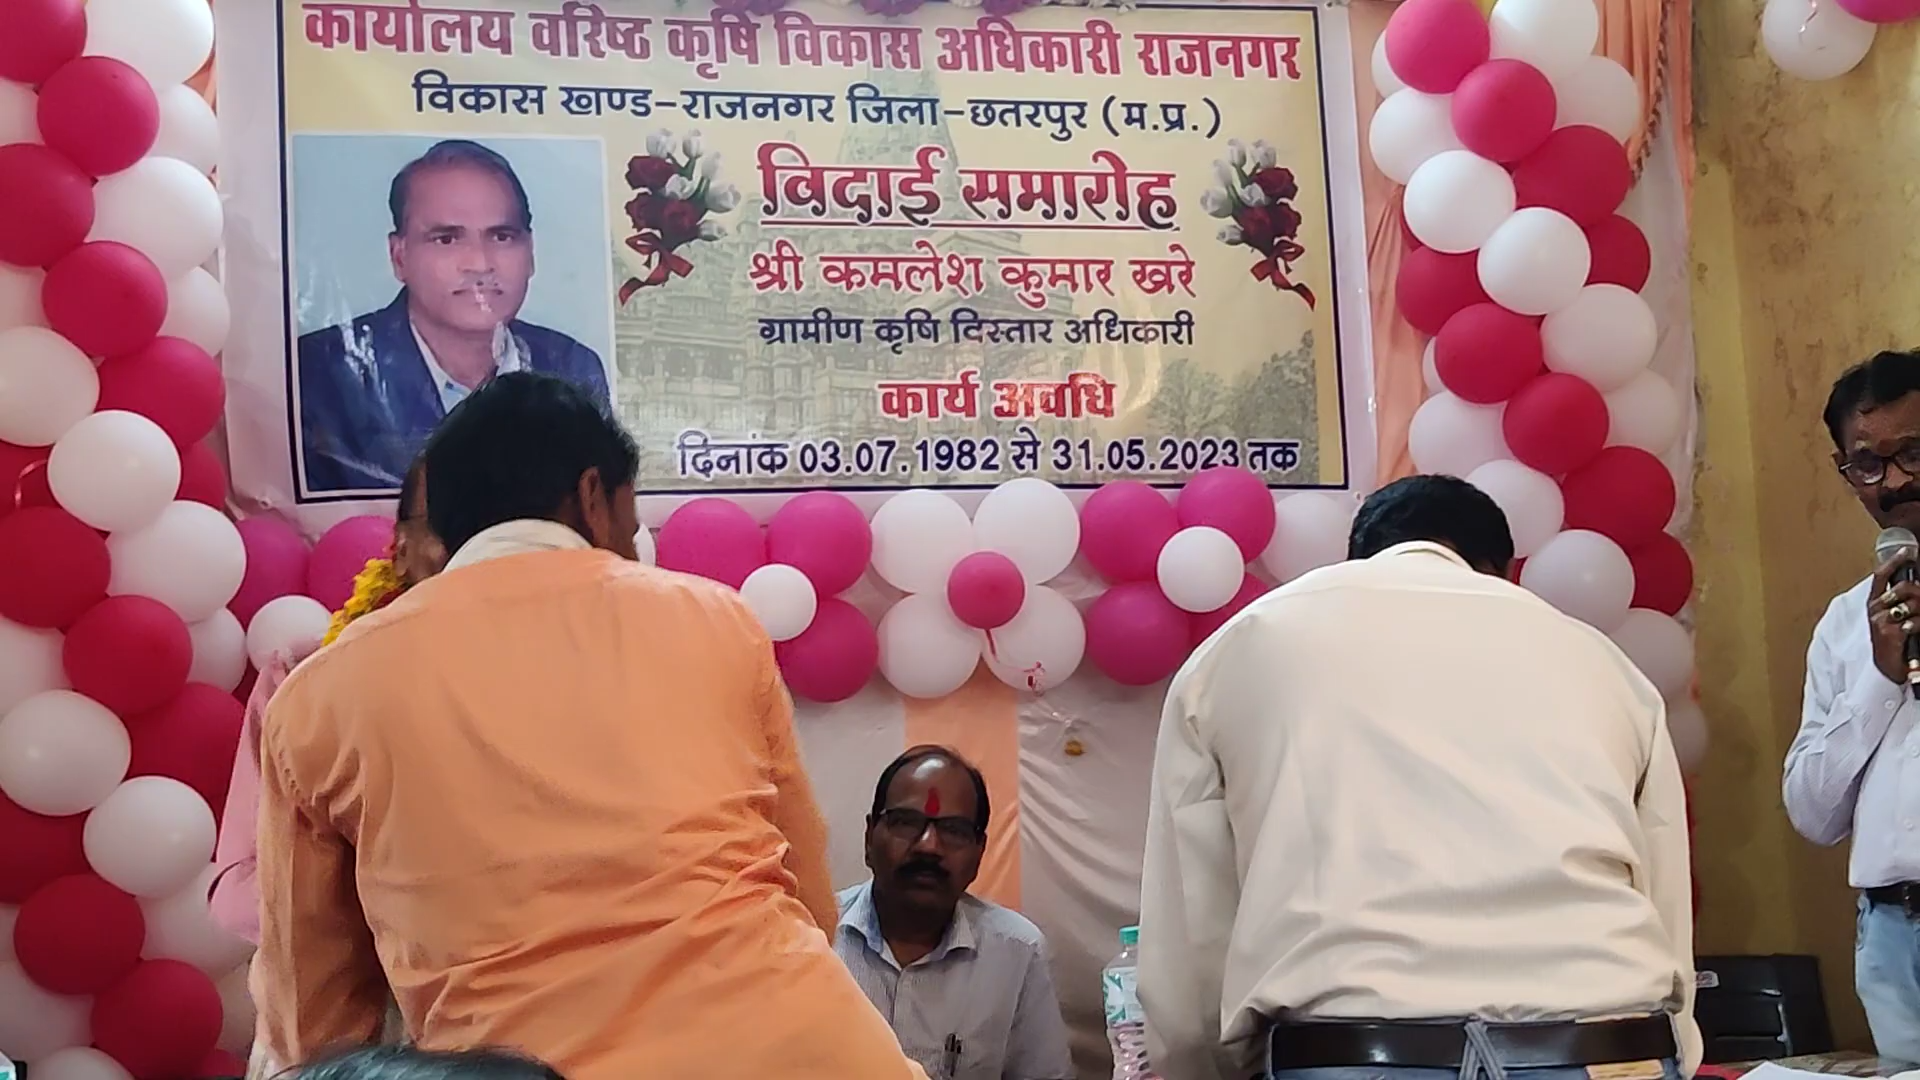 कार्यालय वरिष्ठ कृषि विकास अधिकारी राजनगर
विकास खण्ड-राजनगर जिला-छतरपुर (म.प्र.)
विदाई समारोह
श्री कमलेश कुमार खरे
ग्रामीण कृषि दिस्तार अधिकारी
कार्य अवधि
दिनांक 03.07.1982 से 31.05.2023 तक